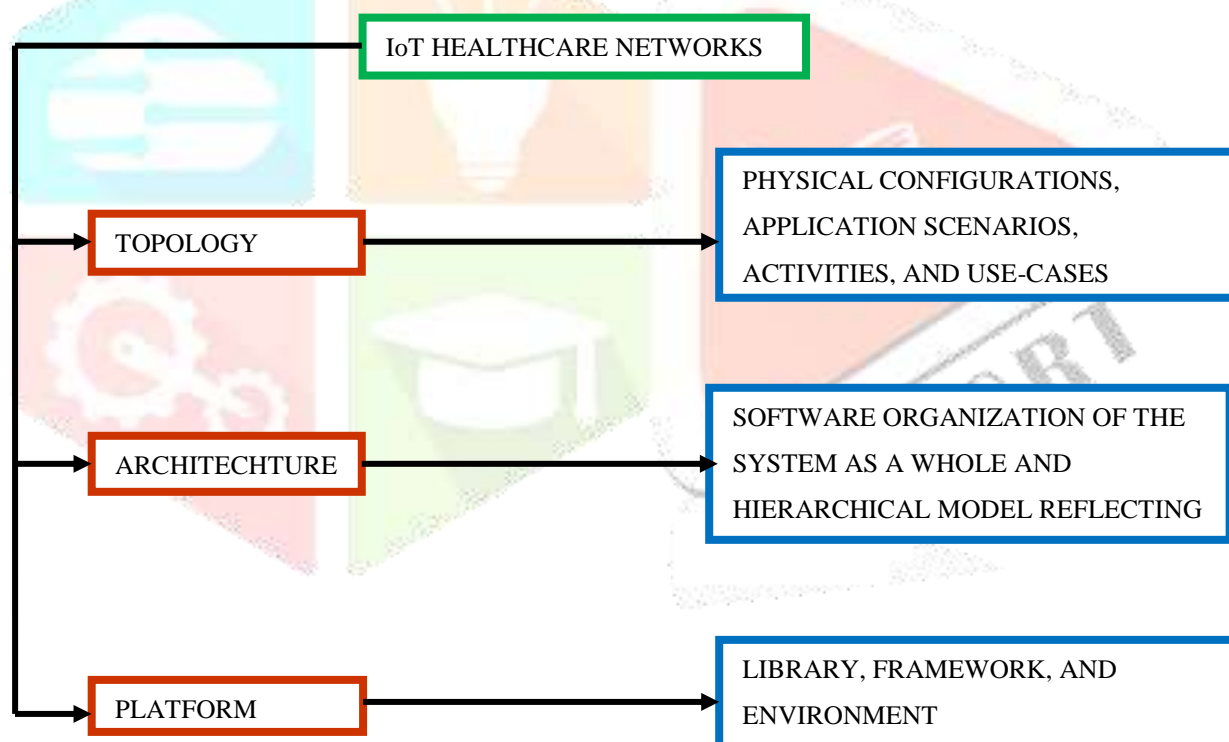 IoT HEALTHCARE NETWORKS
TOPOLOGY
PHYSICAL CONFIGURATIONS,
APPLICATION SCENARIOS,
ACTIVITIES, AND USE-CASES
ARCHITECHTURE
SOFTWARE ORGANIZATION OF THE
SYSTEM AS A WHOLE AND
HIERARCHICAL MODEL REFLECTING
PLATFORM
LIBRARY, FRAMEWORK, AND
ENVIRONMENT